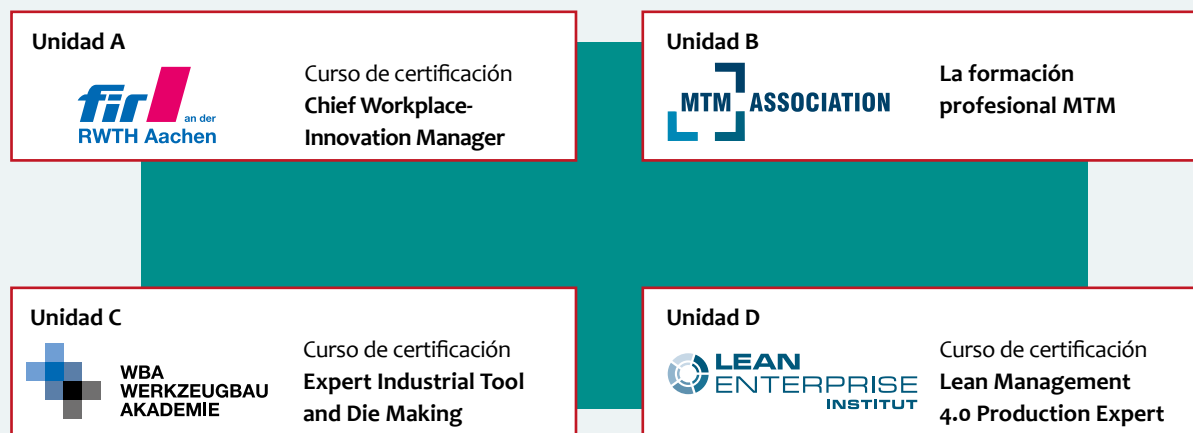 Unidad A
fir an der
RWTH Aachen
Curso de certificación
Chief Workplace-
Innovation Manager
Unidad B
MTM ASSOCIATION
La formación
profesional MTM
Unidad C
WBA
WERKZEUGBAU
AKADEMIE
Curso de certificación
Expert Industrial Tool
and Die Making
Unidad D
LEAN
ENTERPRISE
INSTITUT
Curso de certificación
Lean Management
4.0 Production Expert